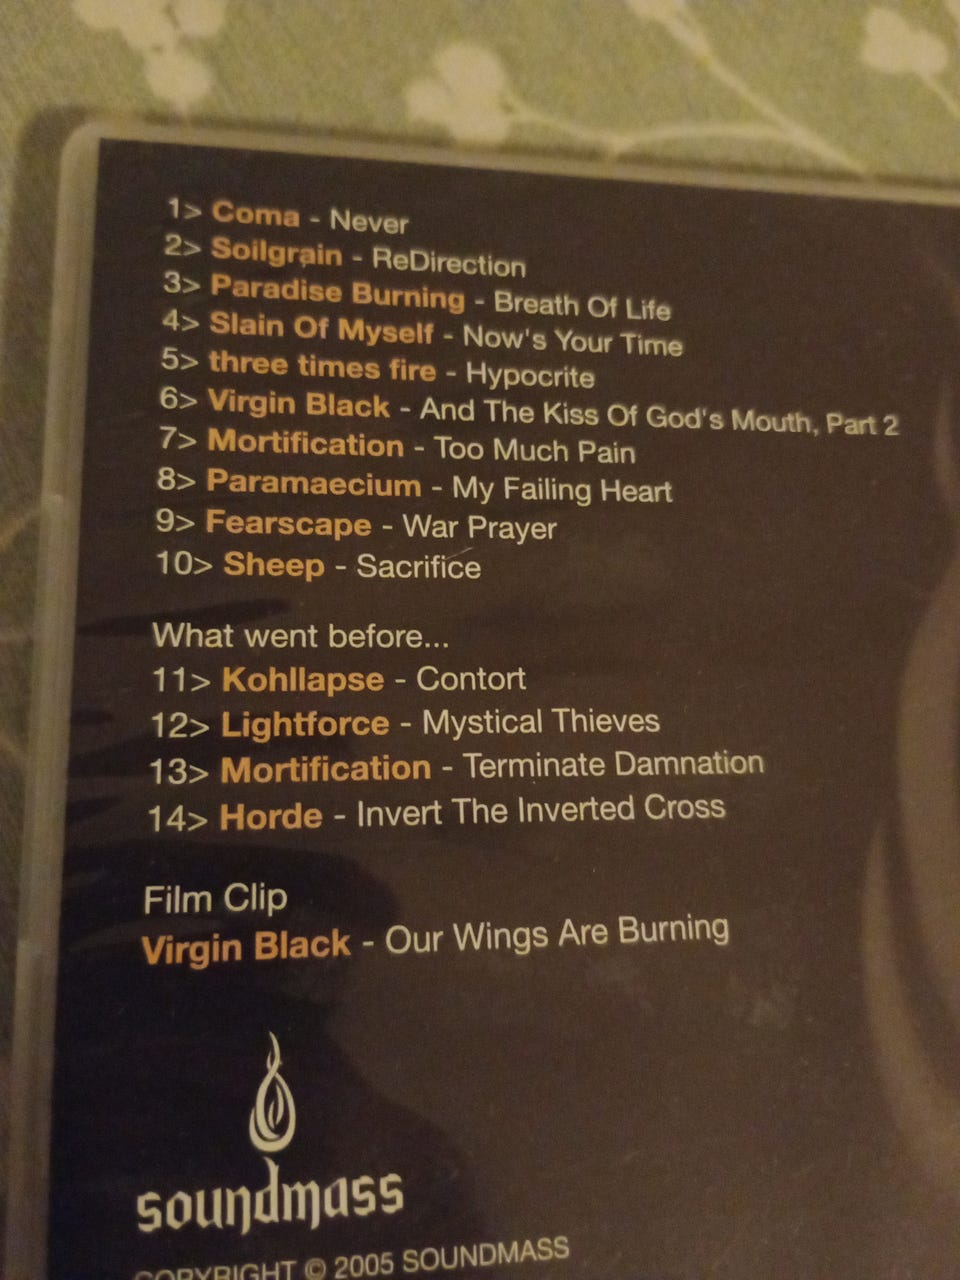 1> Coma - Never
2> Soilgrain - ReDirection
3> Paradise Burning - Breath Of Life
4> Slain Of Myself - Now's Your Time
5> three times fire - Hypocrite
6> Virgin Black - And The Kiss Of God's Mouth, Part 2
7> Mortification - Too Much Pain
8> Paramaecium - My Failing Heart
9> Fearscape - War Prayer
10> Sheep - Sacrifice
What went before...
11> Kohllapse - Contort
12> Lightforce - Mystical Thieves
13> Mortification - Terminate Damnation
14> Horde - Invert The Inverted Cross
Film Clip
Virgin Black - Our Wings Are Burning
soundmass
COPYRIGHT © 2005 SOUNDMASS